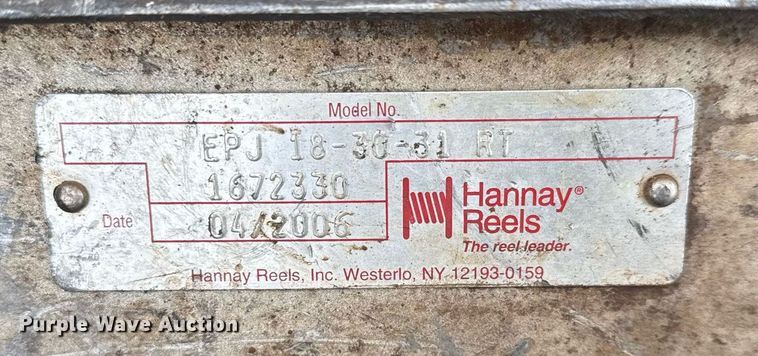 Model No.
EPJ 18-30-31 RT
1672330
Date 04/2006
Hannay®
Reels
The reel leader.
Hannay Reels, Inc. Westerlo, NY 12193-0159
Purple Wave Auction